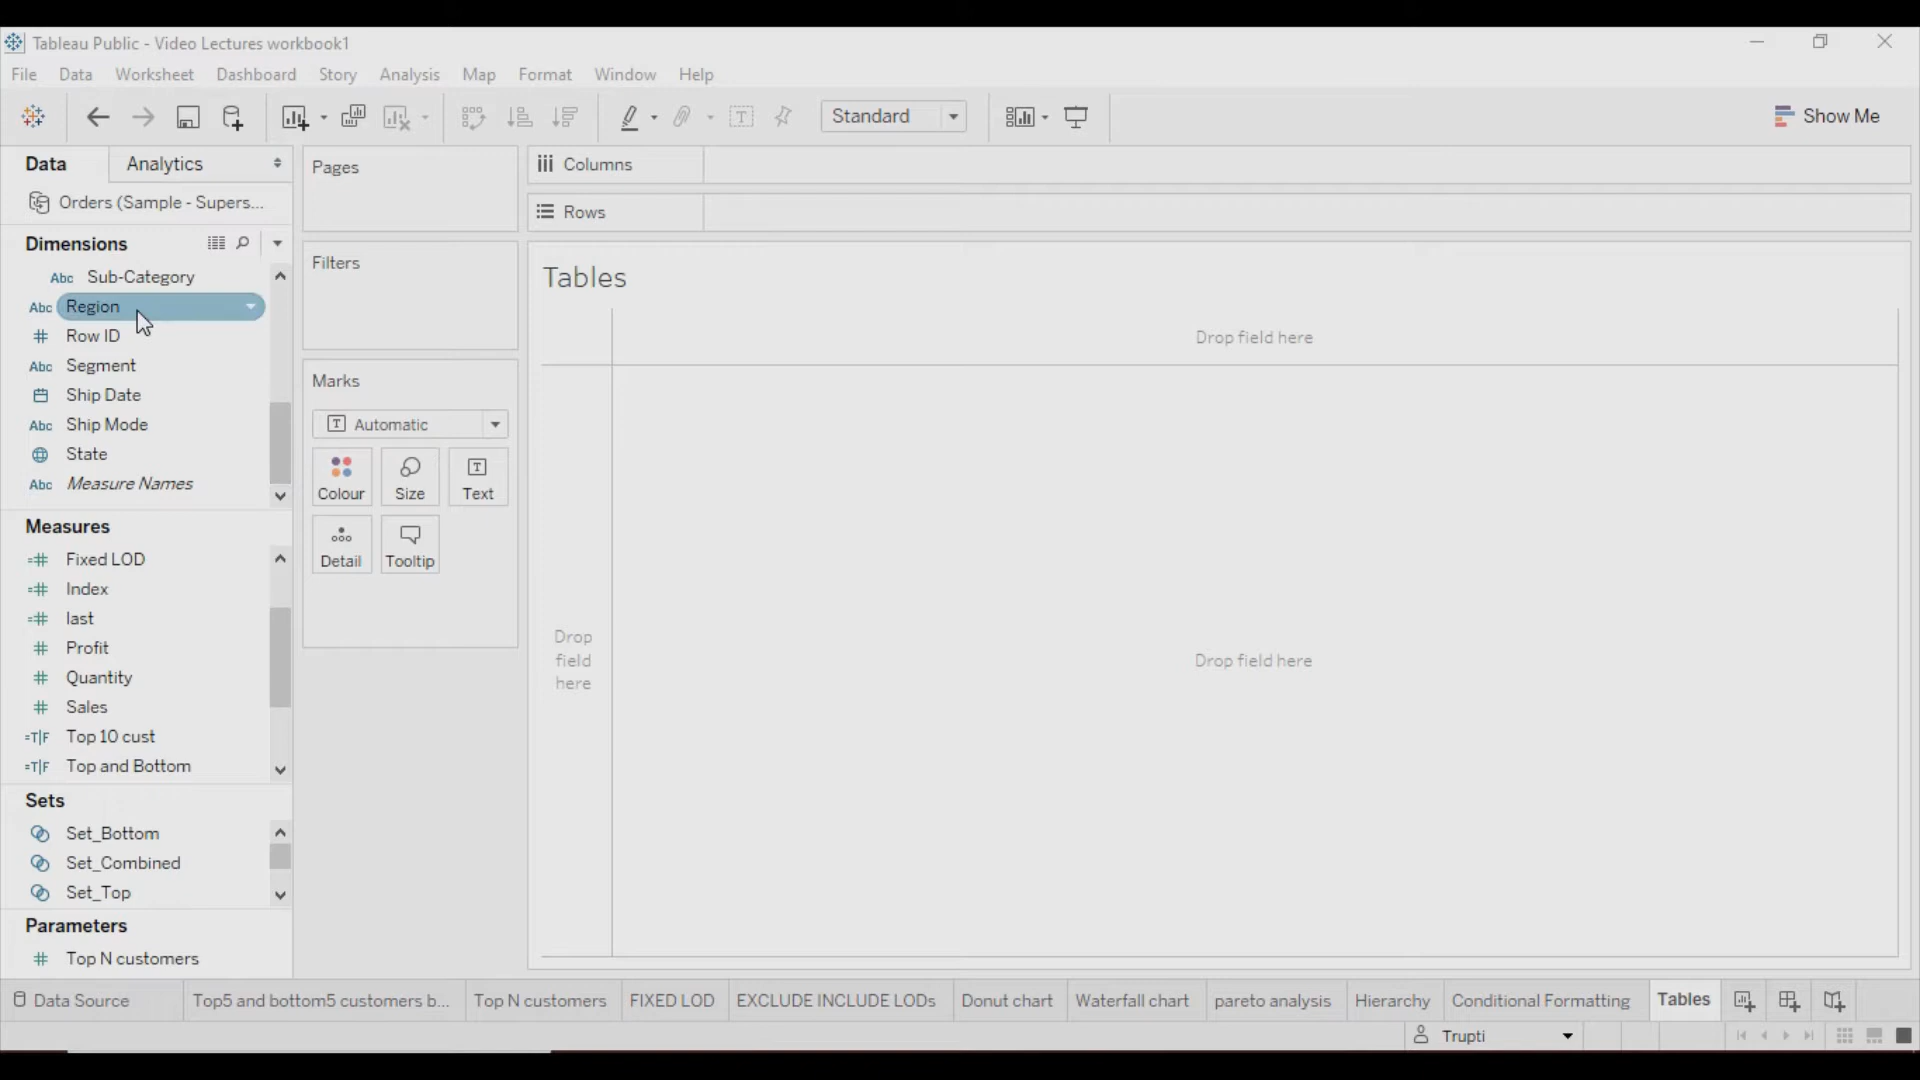 Tableau Public - Video Lectures workbook1
File Data Worksheet Dashboard Story Analysis Map Format Window Help
Standard
Show Me
Data Analytics
Orders (Sample - Supers...
Dimensions
Abc Sub-Category
Abc Region
Row ID
Abc Segment
Ship Date
Abc Ship Mode
State
Abc Measure Names
Measures
=# Fixed LOD
=# Index
=# last
# Profit
# Quantity
# Sales
=T|F Top 10 cust
=T|F Top and Bottom
Sets
Set_Bottom
Set_Combined
Set_Top
Parameters
# Top N customers
Pages
Filters
Marks
Automatic
Colour Size Text
Detail Tooltip
Columns
Rows
Tables
Drop field here
Drop
field
here
Drop field here
Data Source Top5 and bottom5 customers b... Top N customers FIXED LOD EXCLUDE INCLUDE LODs Donut chart Waterfall chart pareto analysis Hierarchy Conditional Formatting Tables
Trupti